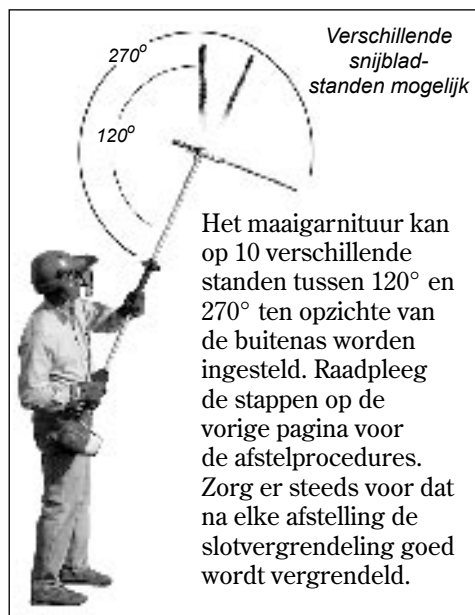 Verschillende
snijblad-
standen mogelijk
270°
120°
Het maaigarnituur kan
op 10 verschillende
standen tussen 120° en
270° ten opzichte van
de buitenas worden
ingesteld. Raadpleeg
de stappen op de
vorige pagina voor
de afstelprocedures.
Zorg er steeds voor dat
na elke afstelling de
slotvergrendeling goed
wordt vergrendeld.